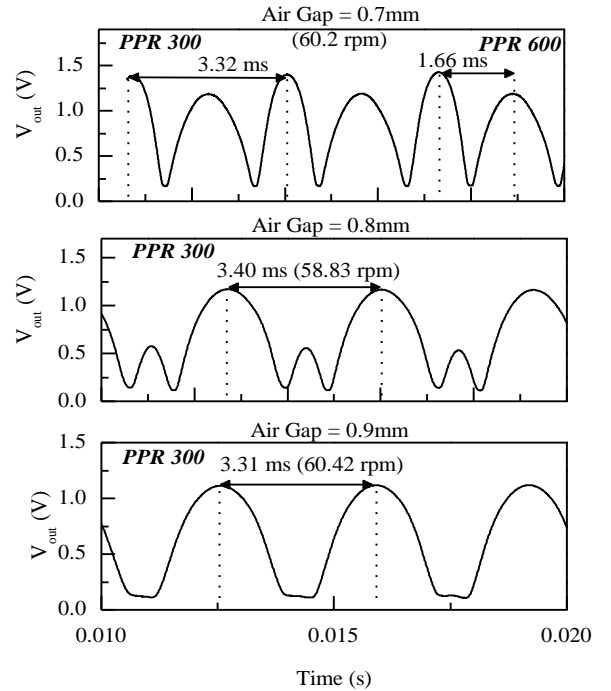 Air Gap = 0.7mm
PPR 300
(60.2 rpm)
PPR 600
3.32 ms
1.66 ms
1.5
1.0
0.5
0.0
V_out (V)
Air Gap = 0.8mm
PPR 300
3.40 ms (58.83 rpm)
1.5
1.0
0.5
0.0
V_out (V)
Air Gap = 0.9mm
PPR 300
3.31 ms (60.42 rpm)
1.5
1.0
0.5
0.0
V_out (V)
0.010 0.015 0.020
Time (s)